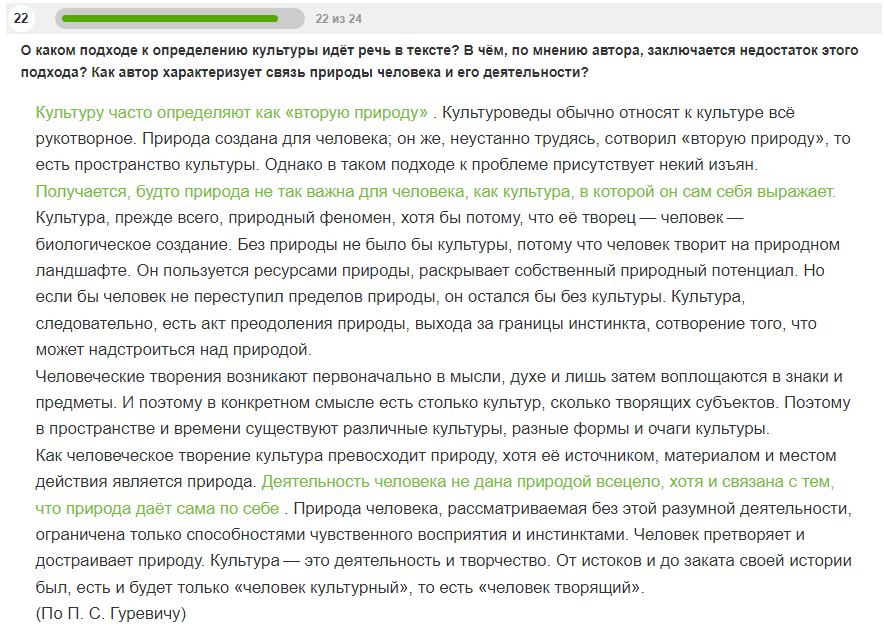 22
22 из 24
О каком подходе к определению культуры идёт речь в тексте? В чём, по мнению автора, заключается недостаток этого
подхода? Как автор характеризует связь природы человека и его деятельности?
Культуру часто определяют как «вторую природу» . Культуроведы обычно относят к культуре всё
рукотворное. Природа создана для человека; он же, неустанно трудясь, сотворил «вторую природу», то
есть пространство культуры. Однако в таком подходе к проблеме присутствует некий изъян.
Получается, будто природа не так важна для человека, как культура, в которой он сам себя выражает.
Культура, прежде всего, природный феномен, хотя бы потому, что её творец — человек —
биологическое создание. Без природы не было бы культуры, потому что человек творит на природном
ландшафте. Он пользуется ресурсами природы, раскрывает собственный природный потенциал. Но
если бы человек не переступил пределов природы, он остался бы без культуры. Культура,
следовательно, есть акт преодоления природы, выхода за границы инстинкта, сотворение того, что
может надстроиться над природой.
Человеческие творения возникают первоначально в мысли, духе и лишь затем воплощаются в знаки и
предметы. И поэтому в конкретном смысле есть столько культур, сколько творящих субъектов. Поэтому
в пространстве и времени существуют различные культуры, разные формы и очаги культуры.
Как человеческое творение культура превосходит природу, хотя её источником, материалом и местом
действия является природа. Деятельность человека не дана природой всецело, хотя и связана с тем,
что природа даёт сама по себе . Природа человека, рассматриваемая без этой разумной деятельности,
ограничена только способностями чувственного восприятия и инстинктами. Человек претворяет и
достраивает природу. Культура — это деятельность и творчество. От истоков и до заката своей истории
был, есть и будет только «человек культурный», то есть «человек творящий».
(По П. С. Гуревичу)